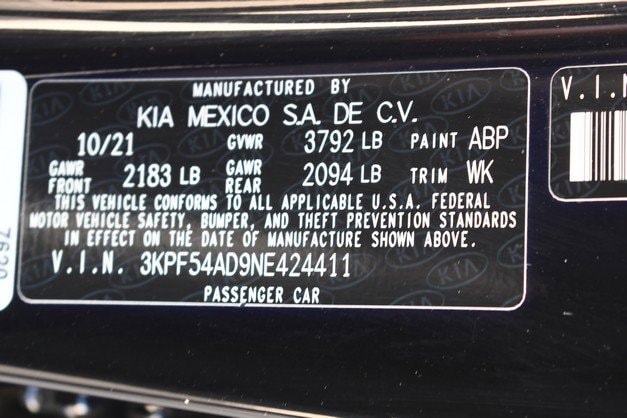 MANUFACTURED BY
KIA MEXICO S.A. DE C.V.
10/21 GVWR 3792 LB PAINT ABP
GAWR FRONT 2183 LB GAWR REAR 2094 LB TRIM WK
THIS VEHICLE CONFORMS TO ALL APPLICABLE U.S.A. FEDERAL
MOTOR VEHICLE SAFETY, BUMPER, AND THEFT PREVENTION STANDARDS
IN EFFECT ON THE DATE OF MANUFACTURE SHOWN ABOVE.
V.I.N. 3KPF54AD9NE424411
PASSENGER CAR
V.I.N